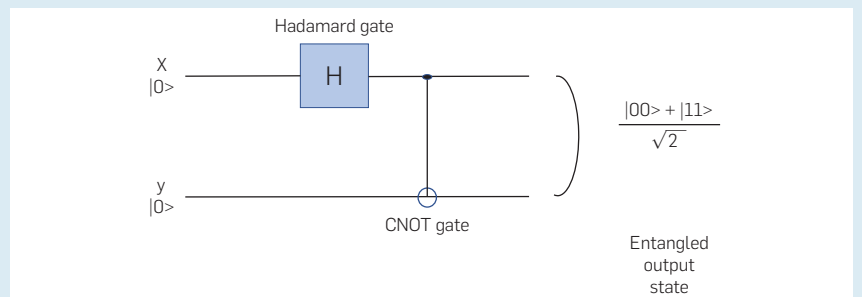 Hadamard gate
X
|0>
H
|00> + |11>
√2
y
|0>
CNOT gate
Entangled
output
state